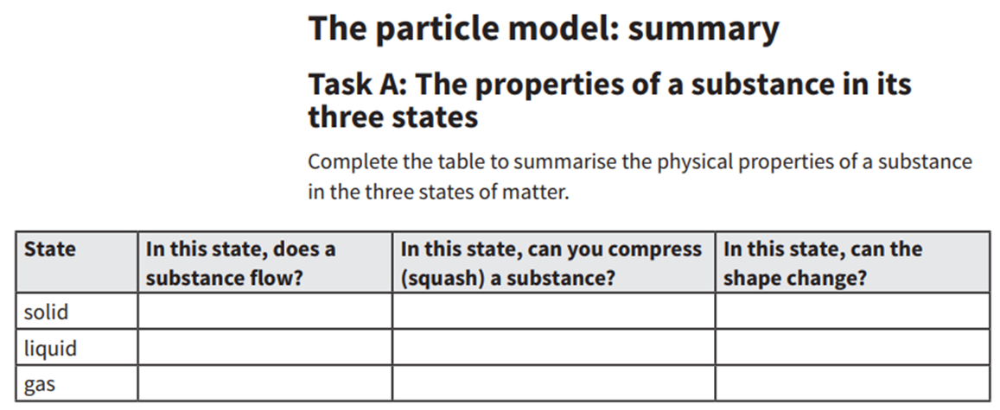 The particle model: summary
Task A: The properties of a substance in its
three states
Complete the table to summarise the physical properties of a substance
in the three states of matter.
State
In this state, does a
substance flow?
In this state, can you compress
(squash) a substance?
In this state, can the
shape change?
solid
liquid
gas